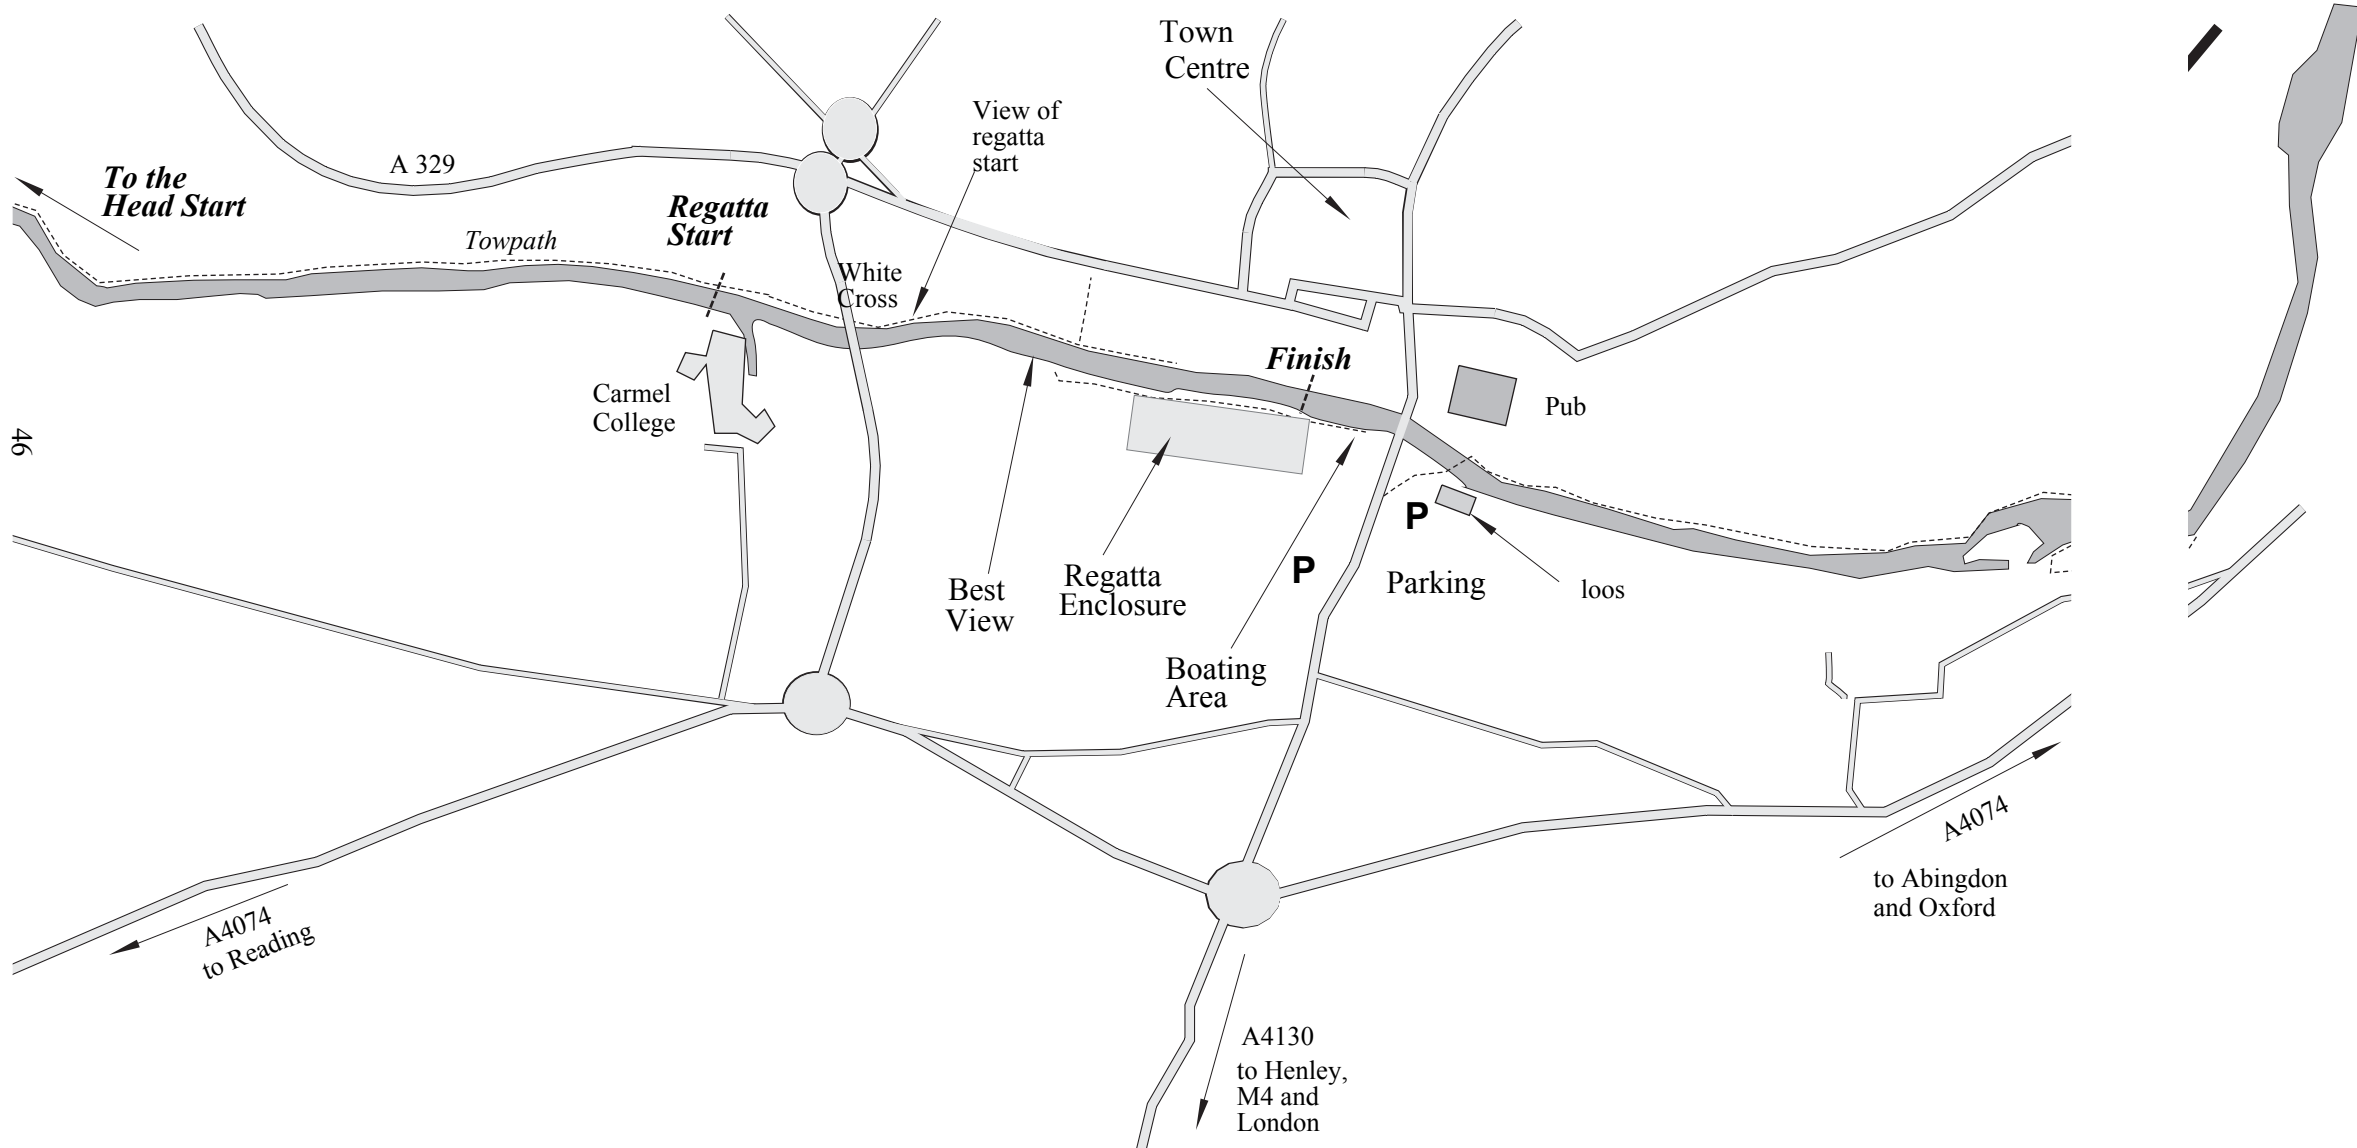 Town
Centre
View of
regatta
start
A 329
To the
Head Start
Regatta
Start
Towpath
White
Cross
Finish
Carmel
College
Pub
46
P
P
Parking
loos
Best
View
Regatta
Enclosure
Boating
Area
A4074
to Abingdon
and Oxford
A4074
to Reading
A4130
to Henley,
M4 and
London